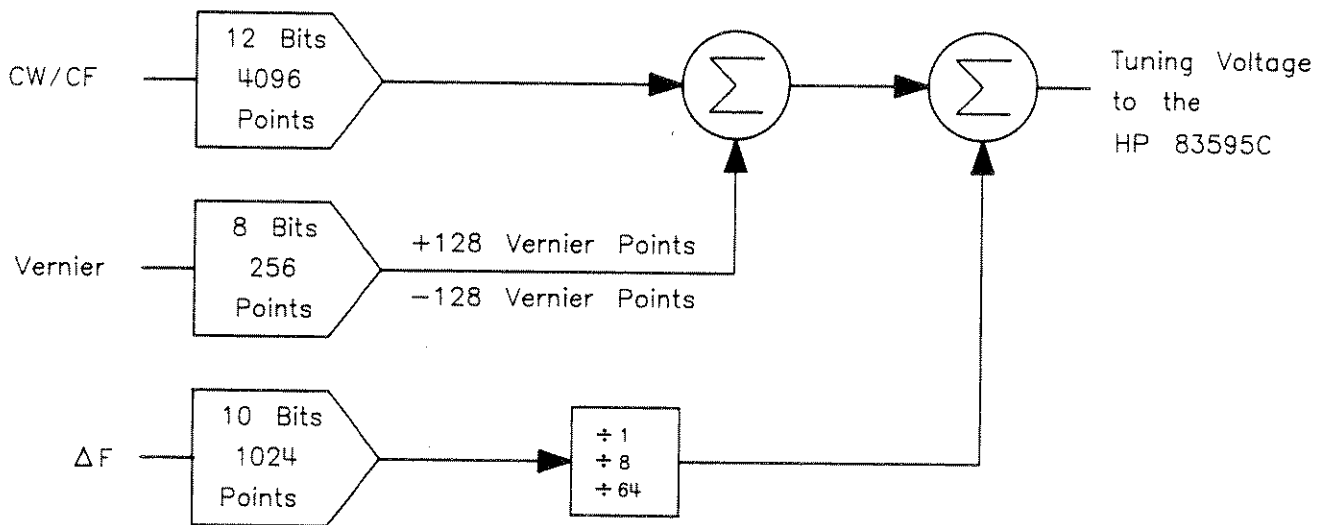 CW/CF
12 Bits
4096
Points
Σ
Σ
Tuning Voltage
to the
HP 83595C
Vernier
8 Bits
256
Points
+128 Vernier Points
−128 Vernier Points
ΔF
10 Bits
1024
Points
÷1
÷8
÷64